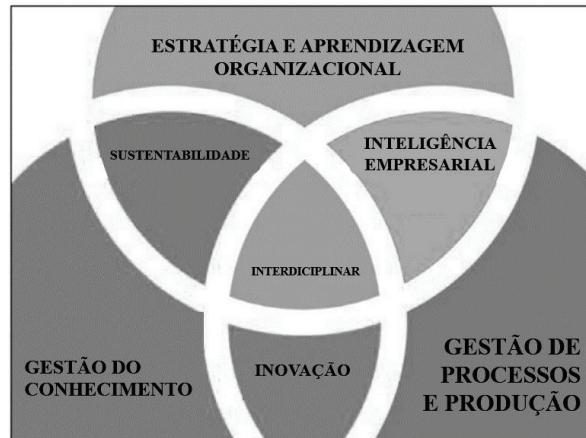 ESTRATÉGIA E APRENDIZAGEM
ORGANIZACIONAL
SUSTENTABILIDADE
INTELIGÊNCIA
EMPRESARIAL
INTERDICIPLINAR
GESTÃO DO
CONHECIMENTO
INOVAÇÃO
GESTÃO DE
PROCESSOS
E PRODUÇÃO